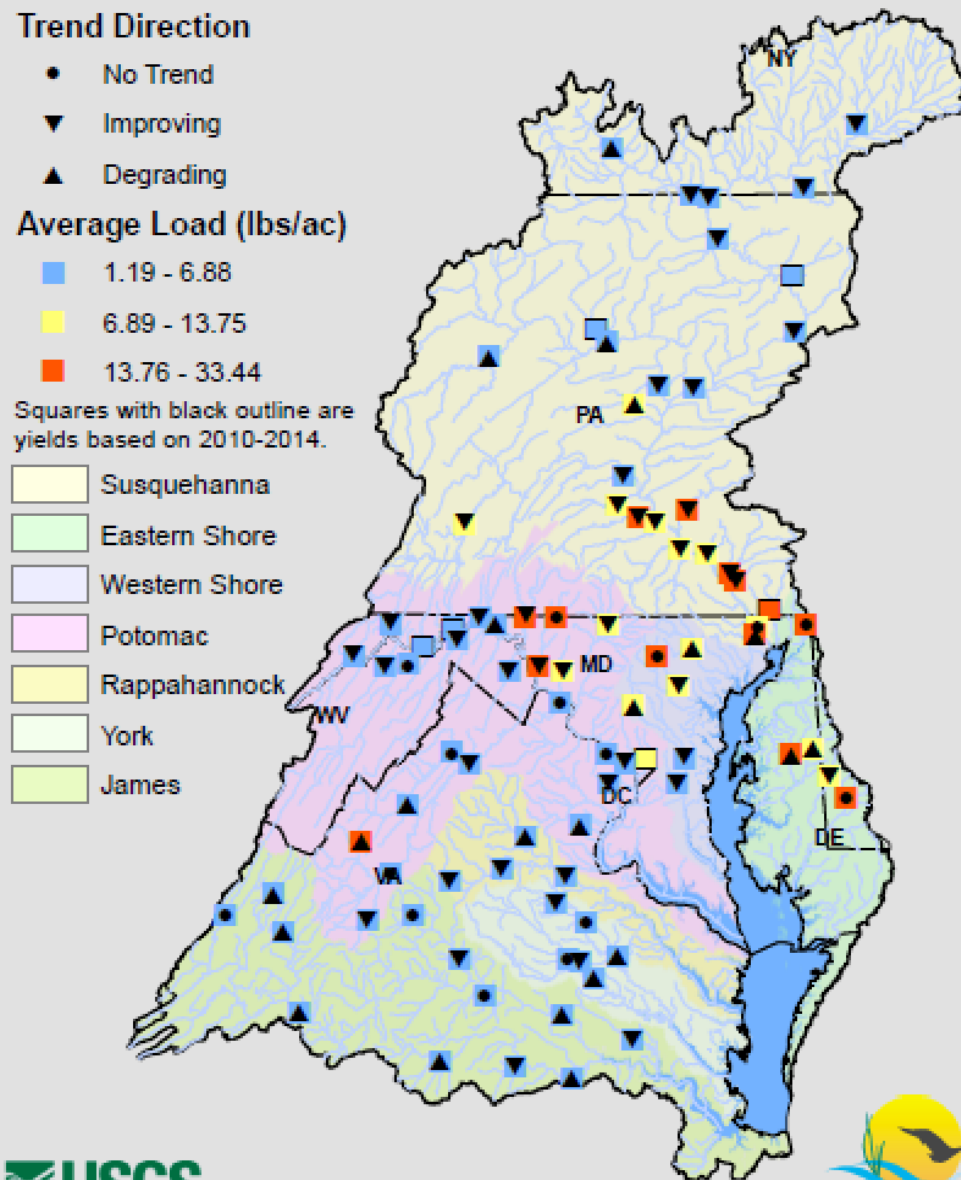 Trend Direction
No Trend
Improving
Degrading
Average Load (lbs/ac)
1.19 - 6.88
6.89 - 13.75
13.76 - 33.44
Squares with black outline are
yields based on 2010-2014.
Susquehanna
Eastern Shore
Western Shore
Potomac
Rappahannock
York
James
NY
PA
MD
WV
DC
DE
VA
USGS